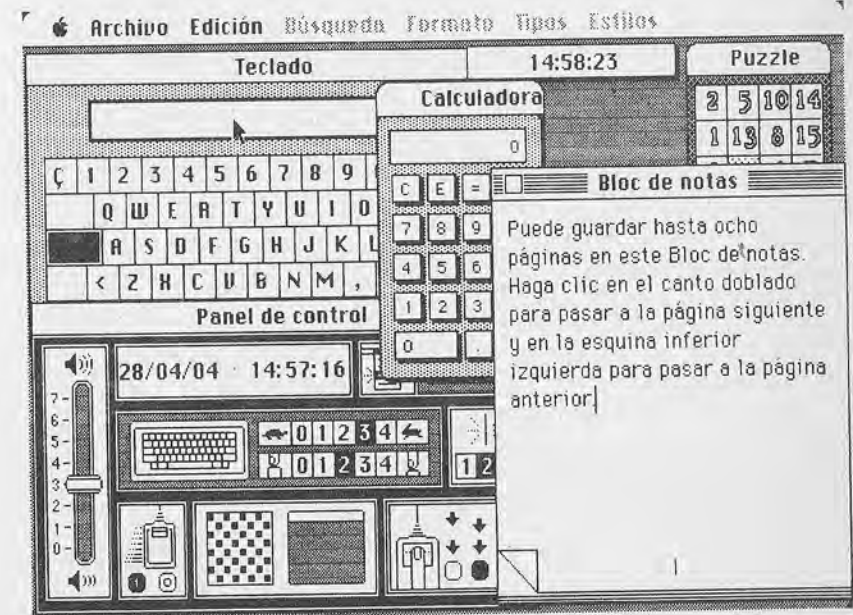 Archivo Edición Búsqueda Formato Tipos Estilos
Teclado
14:58:23
Puzzle
Calculadora
2 5 10 14
1 13 8 15
0
Ç 1 2 3 4 5 6 7 8 9
Q W E R T Y U I O
A S D F G H J K L
< Z X C V B N M ,
C E =
7 8 9
4 5 6
1 2 3
0 .
Bloc de notas
Puede guardar hasta ocho
páginas en este Bloc de notas.
Haga clic en el canto doblado
para pasar a la página siguiente
y en la esquina inferior
izquierda para pasar a la página
anterior.
1
Panel de control
28/04/04 14:57:16
7-
6-
5-
4-
3
2-
1-
0-
0 1 2 3 4
0 1 2 3 4
1 2